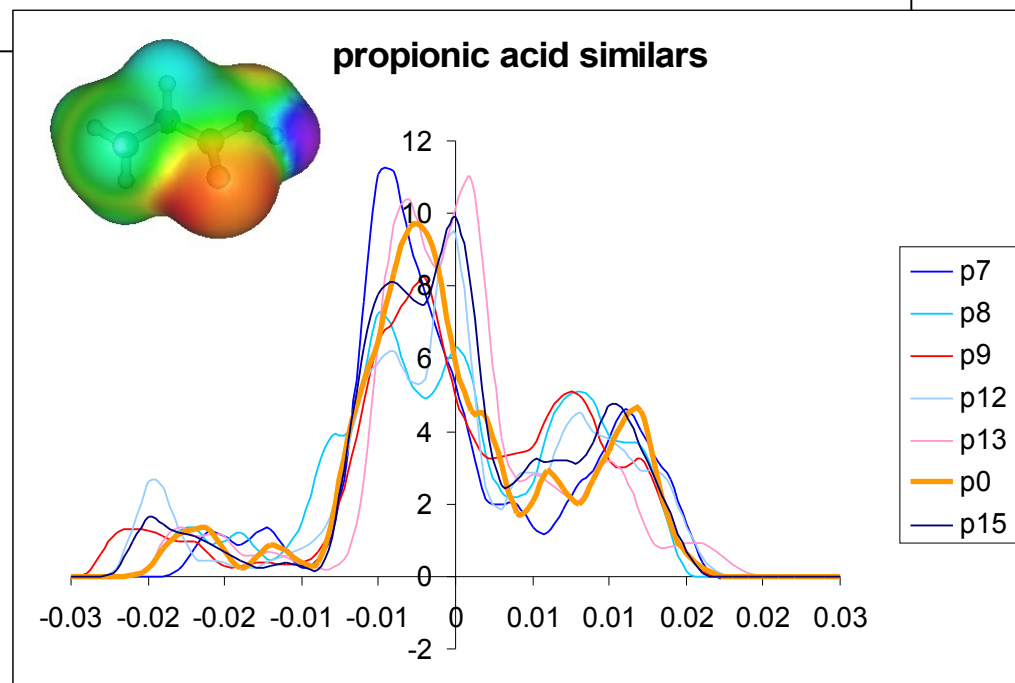 propionic acid similars
12
10
8
6
4
2
0
-2
-0.03 -0.02 -0.02 -0.01 -0.01 0 0.01 0.01 0.02 0.02 0.03
p7
p8
p9
p12
p13
p0
p15